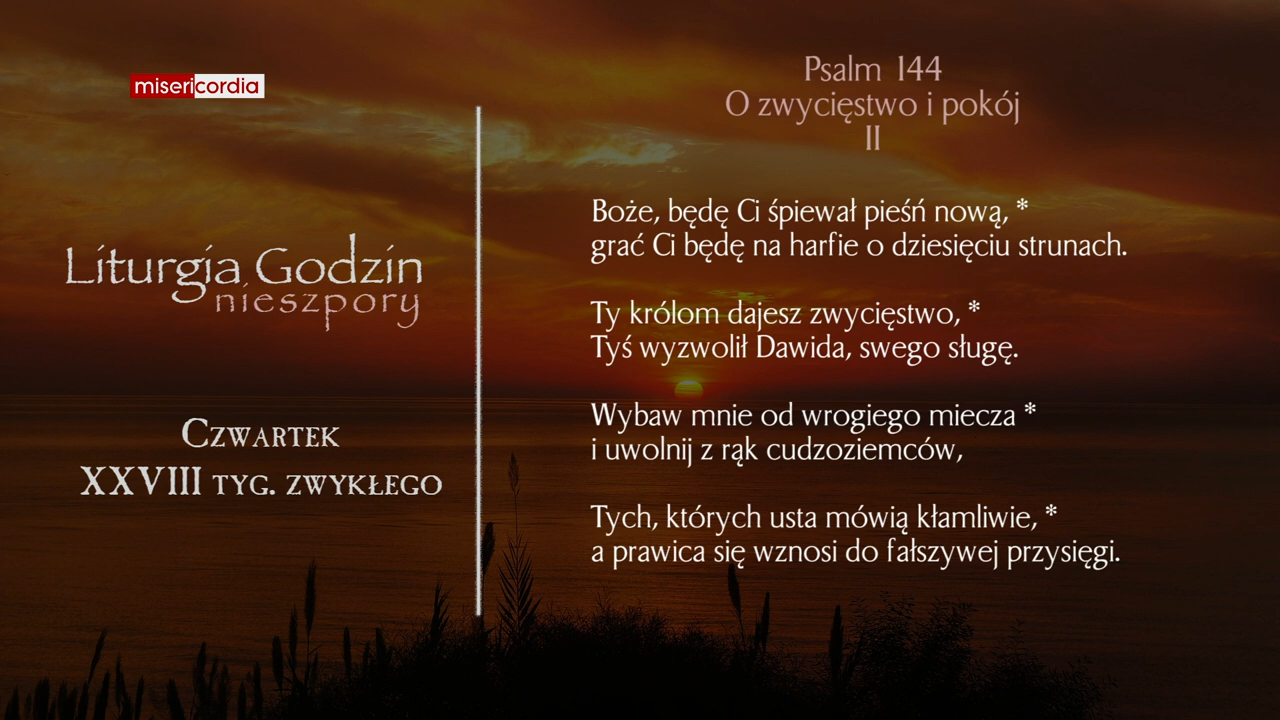 misericordia
Liturgia Godzin
nieszpory
Czwartek
XXVIII tyg. zwykłego
Psalm 144
O zwycięstwo i pokój
II
Boże, będę Ci śpiewał pieśń nową, *
grać Ci będę na harfie o dziesięciu strunach.
Ty królom dajesz zwycięstwo, *
Tyś wyzwolił Dawida, swego sługę.
Wybaw mnie od wrogiego miecza *
i uwolnij z rąk cudzoziemców,
Tych, których usta mówią kłamliwie, *
a prawica się wznosi do fałszywej przysięgi.